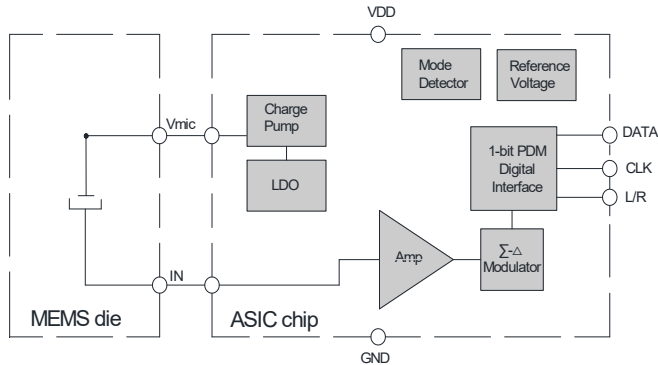 VDD
Mode
Detector
Reference
Voltage
Charge
Pump
Vmic
DATA
1-bit PDM
Digital
Interface
CLK
LDO
L/R
Amp
∑-△
Modulator
IN
MEMS die
ASIC chip
GND